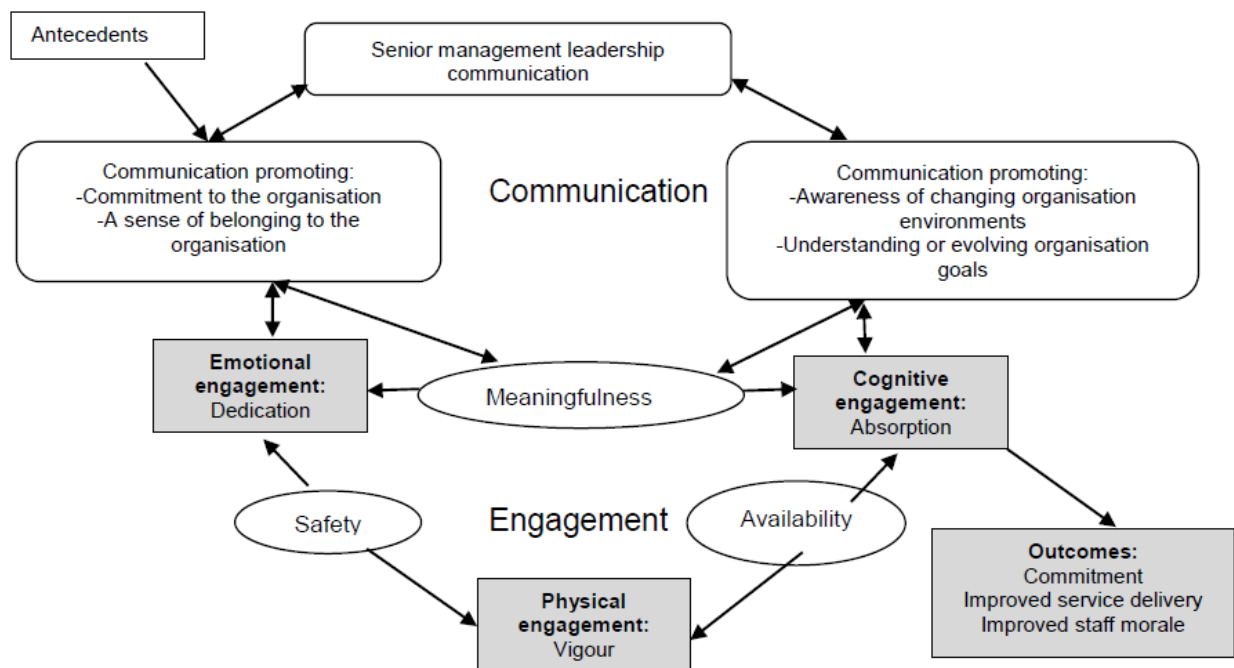 Antecedents
Senior management leadership
communication
Communication promoting:
-Commitment to the organisation
-A sense of belonging to the
organisation
Communication
Communication promoting:
-Awareness of changing organisation
environments
-Understanding or evolving organisation
goals
Emotional
engagement:
Dedication
Meaningfulness
Cognitive
engagement:
Absorption
Safety
Engagement
Availability
Physical
engagement:
Vigour
Outcomes:
Commitment
Improved service delivery
Improved staff morale